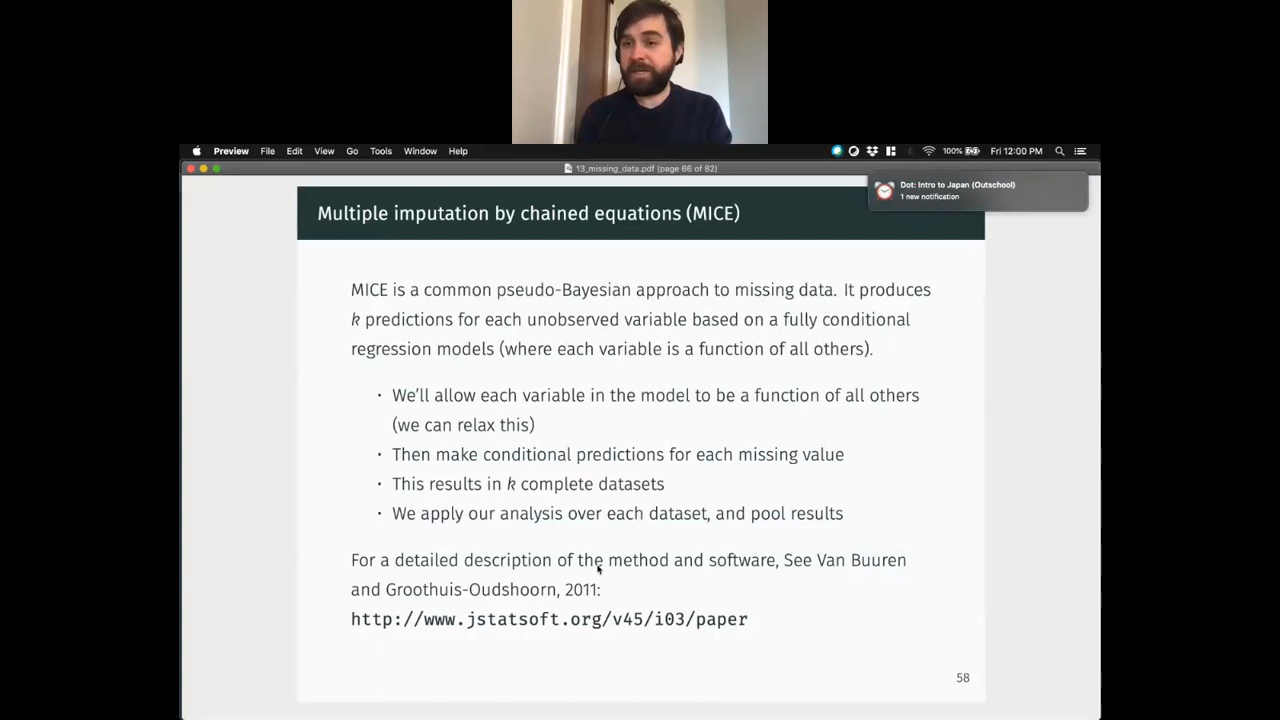 Preview File Edit View Go Tools Window Help 100% Fri 12:00 PM
13_missing_data.pdf (page 66 of 82)
Dot: Intro to Japan (Outschool)
1 new notification
Multiple imputation by chained equations (MICE)
MICE is a common pseudo-Bayesian approach to missing data. It produces
k predictions for each unobserved variable based on a fully conditional
regression models (where each variable is a function of all others).
· We'll allow each variable in the model to be a function of all others
(we can relax this)
· Then make conditional predictions for each missing value
· This results in k complete datasets
· We apply our analysis over each dataset, and pool results
For a detailed description of the method and software, See Van Buuren
and Groothuis-Oudshoorn, 2011:
http://www.jstatsoft.org/v45/i03/paper
58